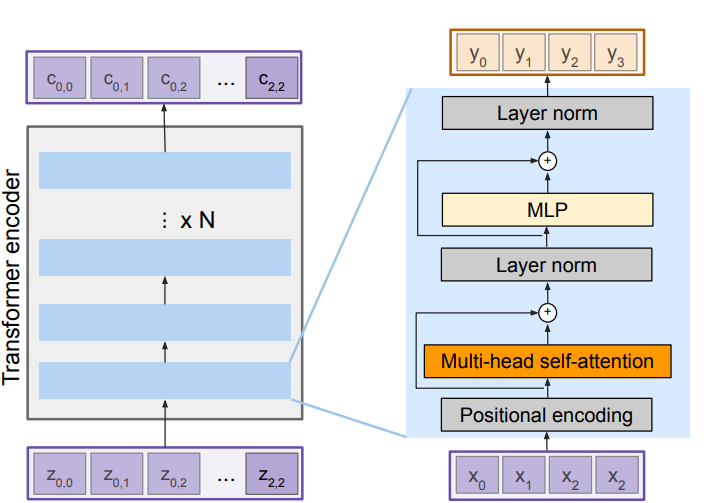 c0,0 c0,1 c0,2 ... c2,2
Transformer encoder
⋮ x N
z0,0 z0,1 z0,2 ... z2,2
y0 y1 y2 y3
Layer norm
+
MLP
Layer norm
+
Multi-head self-attention
Positional encoding
x0 x1 x2 x2